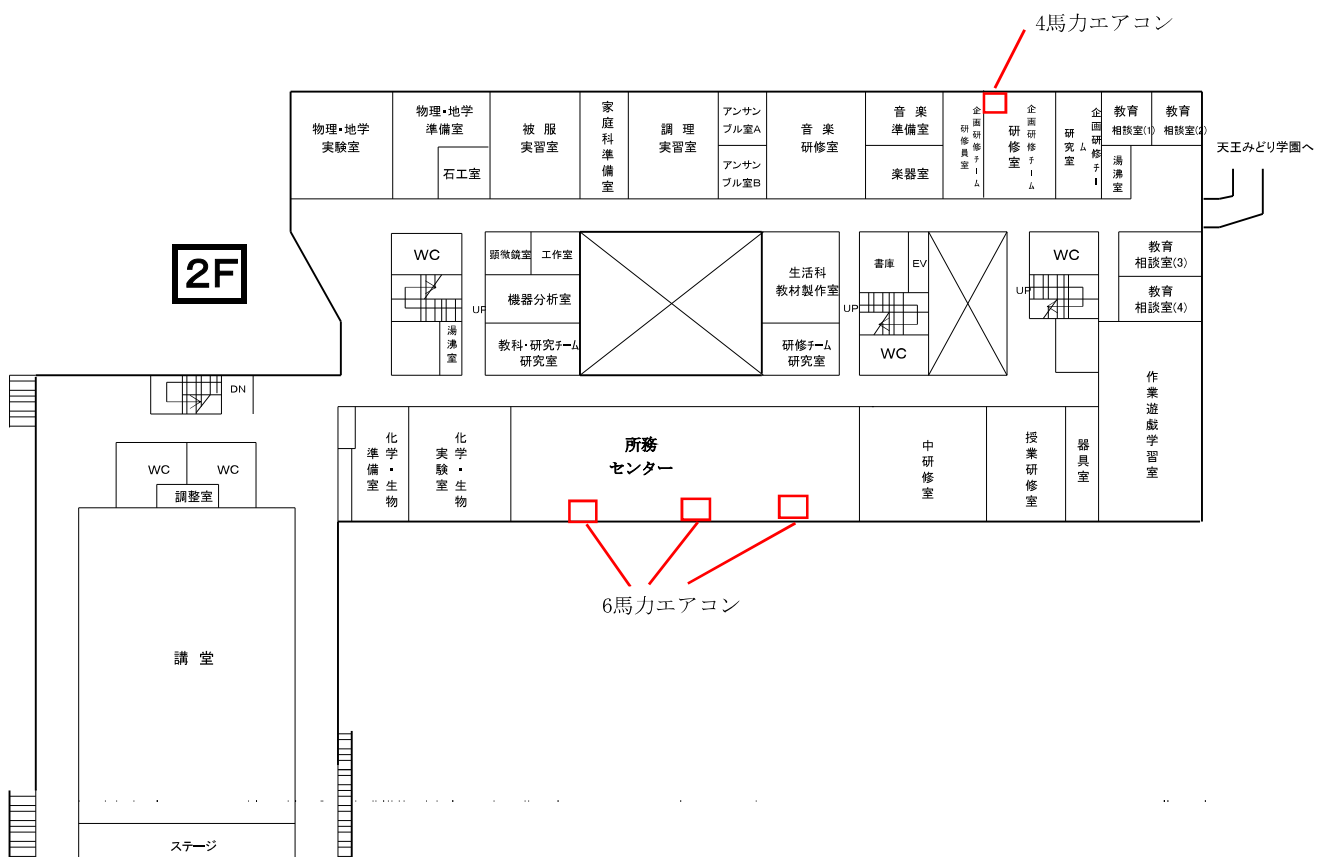 4馬力エアコン
物理・地学
実験室
物理・地学
準備室
石工室
被服
実習室
家庭科準備室
調理
実習室
アンサン
ブル室A
アンサン
ブル室B
音楽
研修室
音楽
準備室
楽器室
企画研修チーム
研修員室
企画研修チーム
研修室
企画研修チーム
研究室
教育
相談室(1)
教育
相談室(2)
湯沸室
天王みどり学園へ
2F
WC
UP
湯沸室
顕微鏡室
工作室
機器分析室
教科・研究チーム
研究室
生活科
教材製作室
研修チーム
研究室
UP
書庫
EV
WC
UP
WC
教育
相談室(3)
教育
相談室(4)
作業遊戯学習室
DN
WC
WC
調整室
化学・生物
準備室
化学・生物
実験室
所務
センター
中研修室
授業研修室
器具室
6馬力エアコン
講堂
ステージ